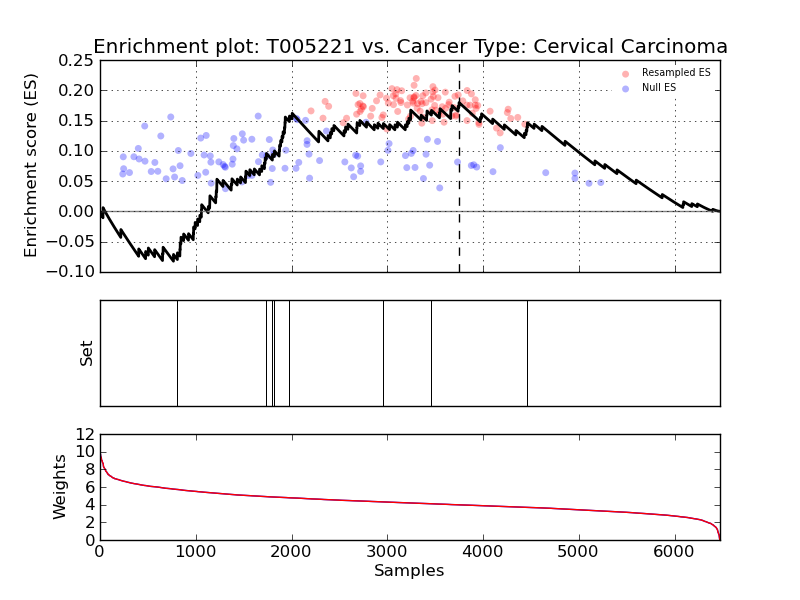 Enrichment plot: T005221 vs. Cancer Type: Cervical Carcinoma
Enrichment score (ES)
0.25
0.20
0.15
0.10
0.05
0.00
−0.05
−0.10
Resampled ES
Null ES
Set
Weights
12
10
8
6
4
2
0
0 1000 2000 3000 4000 5000 6000
Samples